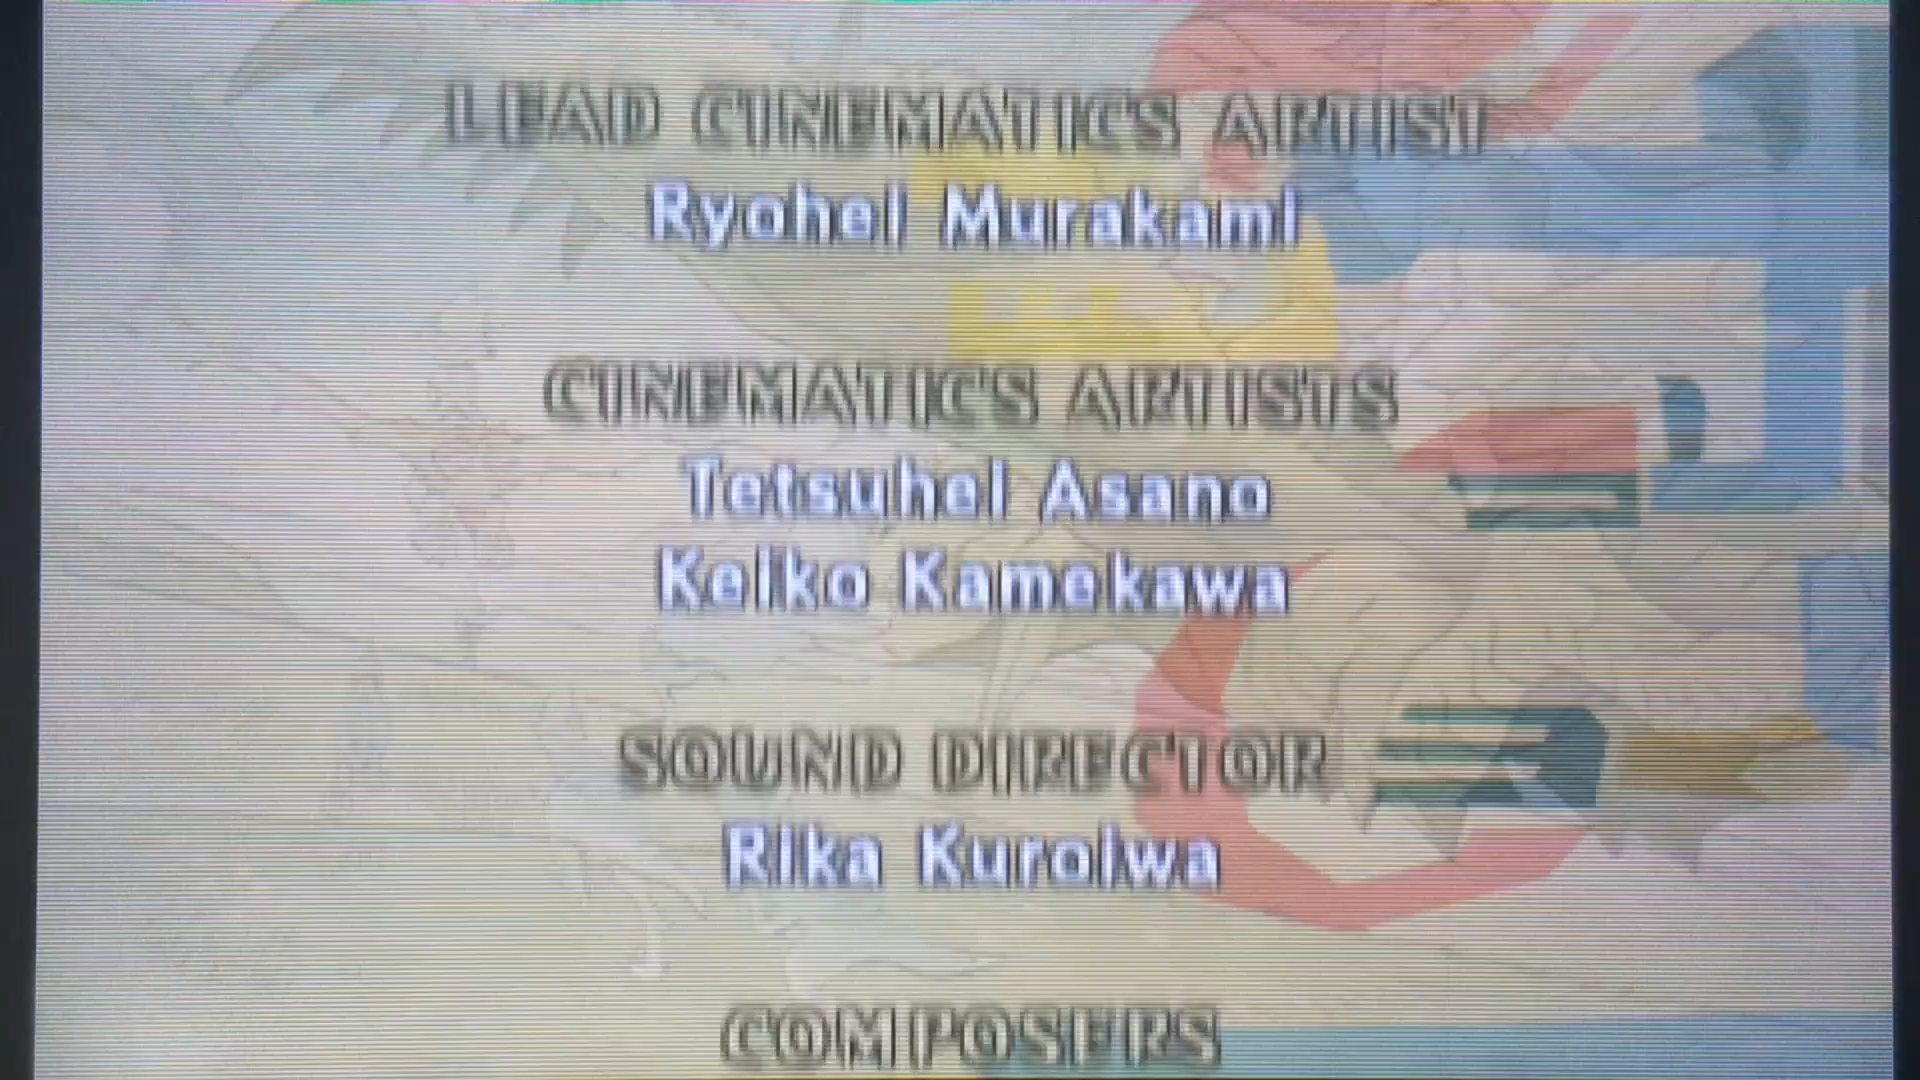 LEAD CINEMATICS ARTIST
Ryohei Murakami
CINEMATICS ARTISTS
Tetsuhei Asano
Keiko Kamekawa
SOUND DIRECTOR
Rika Kuroiwa
COMPOSERS